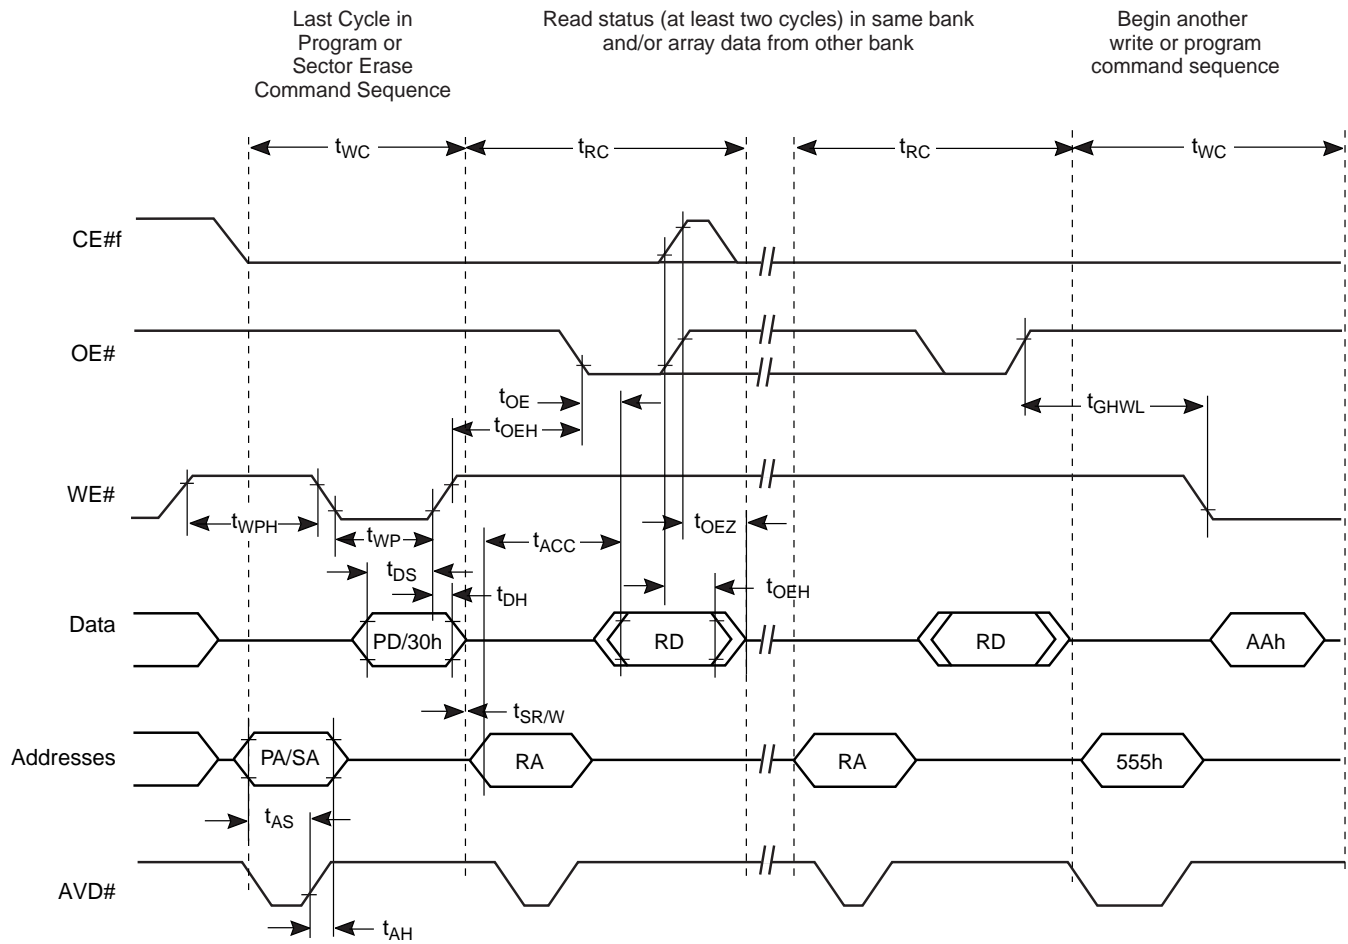 Last Cycle in
Program or
Sector Erase
Command Sequence
Read status (at least two cycles) in same bank
and/or array data from other bank
Begin another
write or program
command sequence
tWC
tRC
tRC
tWC
CE#f
OE#
tOE
tOEH
tGHWL
WE#
tWPH
tWP
tACC
tOEZ
tDS
tDH
tOEH
Data
PD/30h
RD
RD
AAh
tSR/W
Addresses
PA/SA
RA
RA
555h
tAS
AVD#
tAH